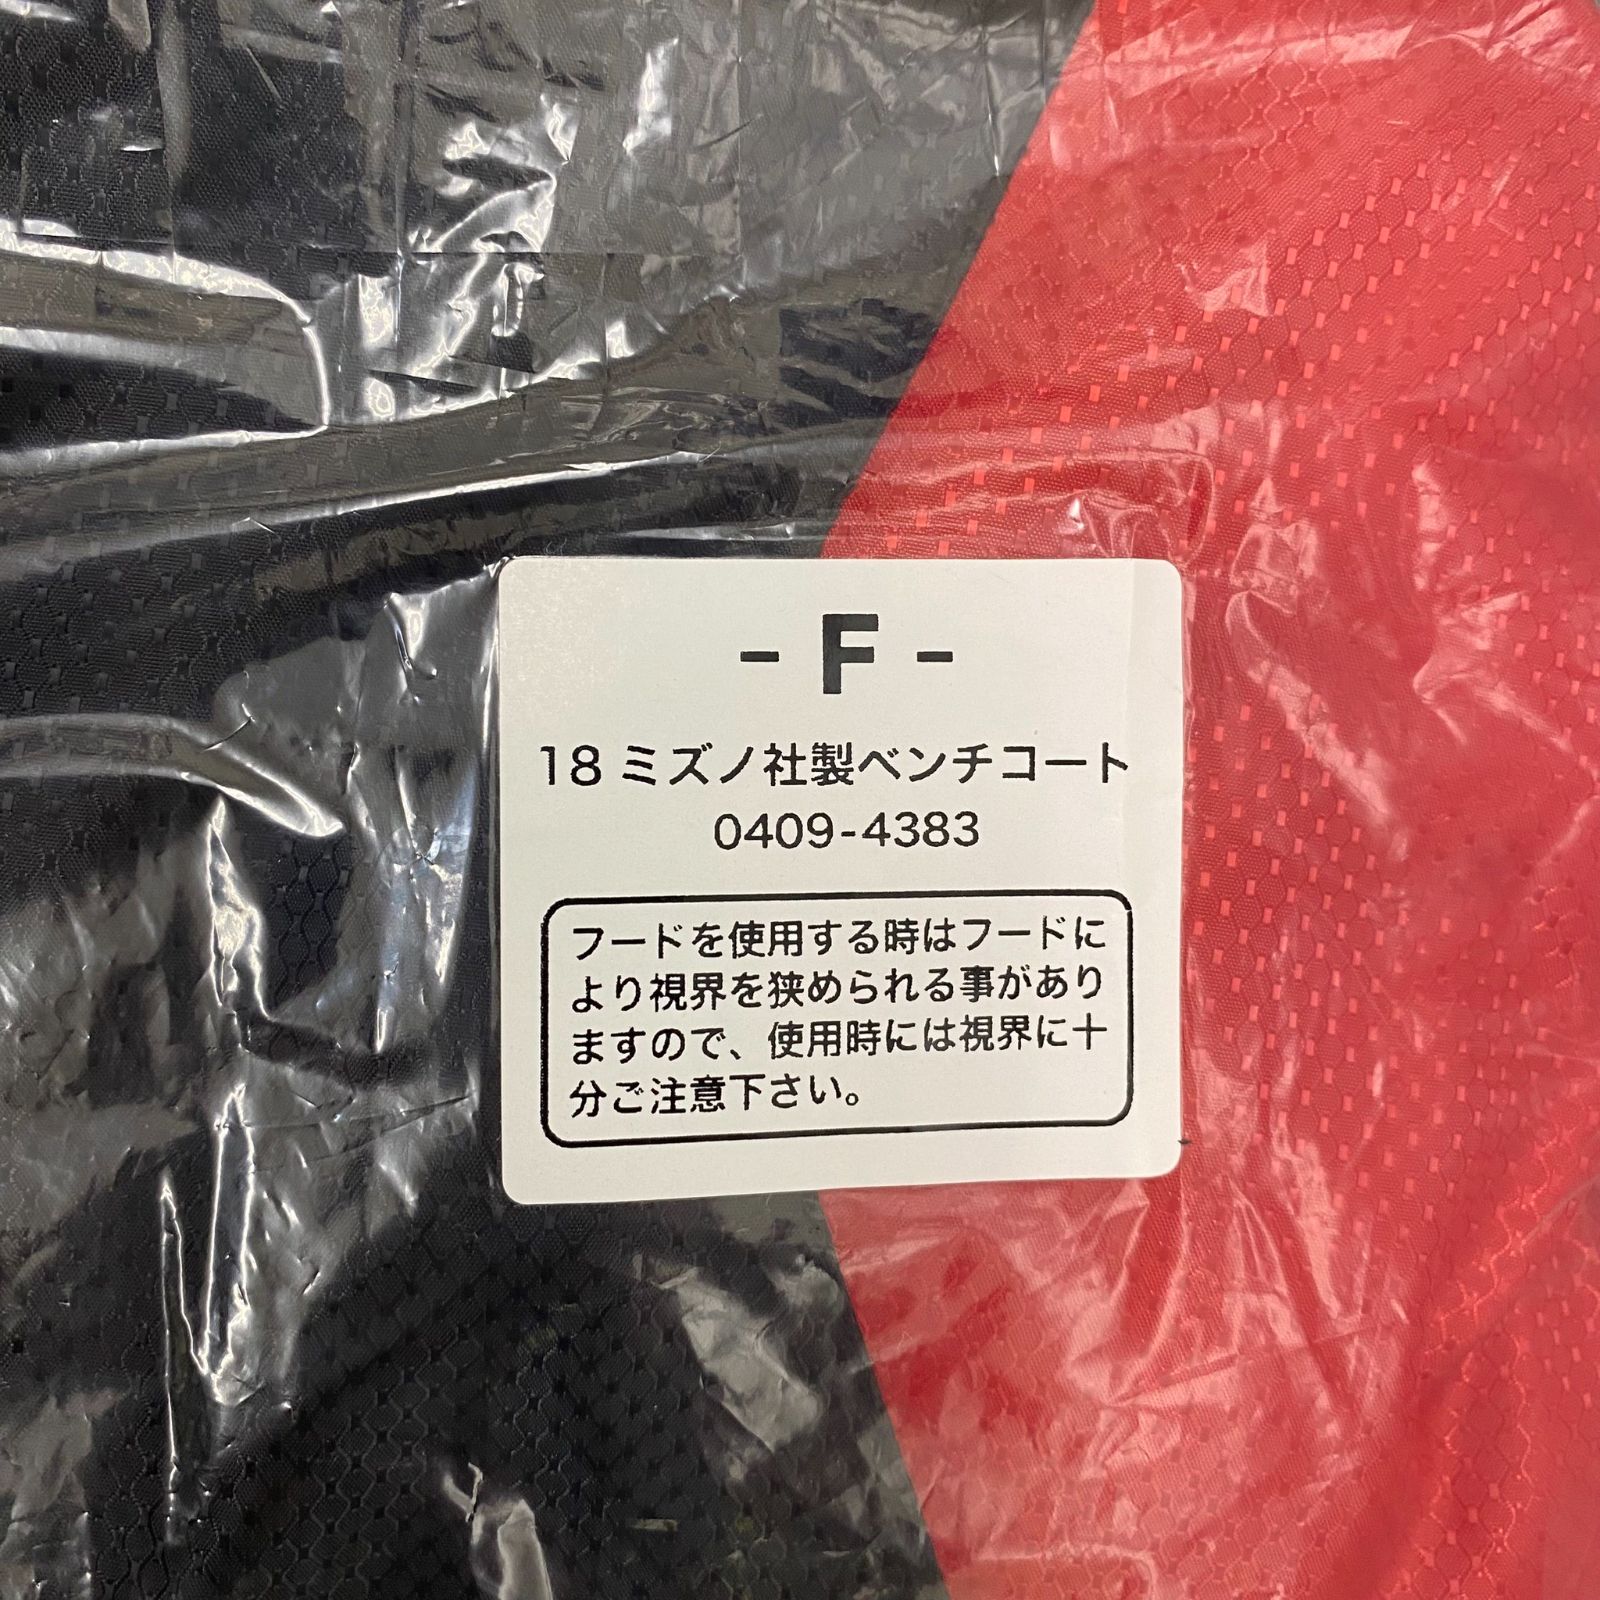 - F -
18 ミズノ社製ベンチコート
0409-4383
フードを使用する時はフードに
より視界を狭められる事があり
ますので、使用時には視界に十
分ご注意下さい。